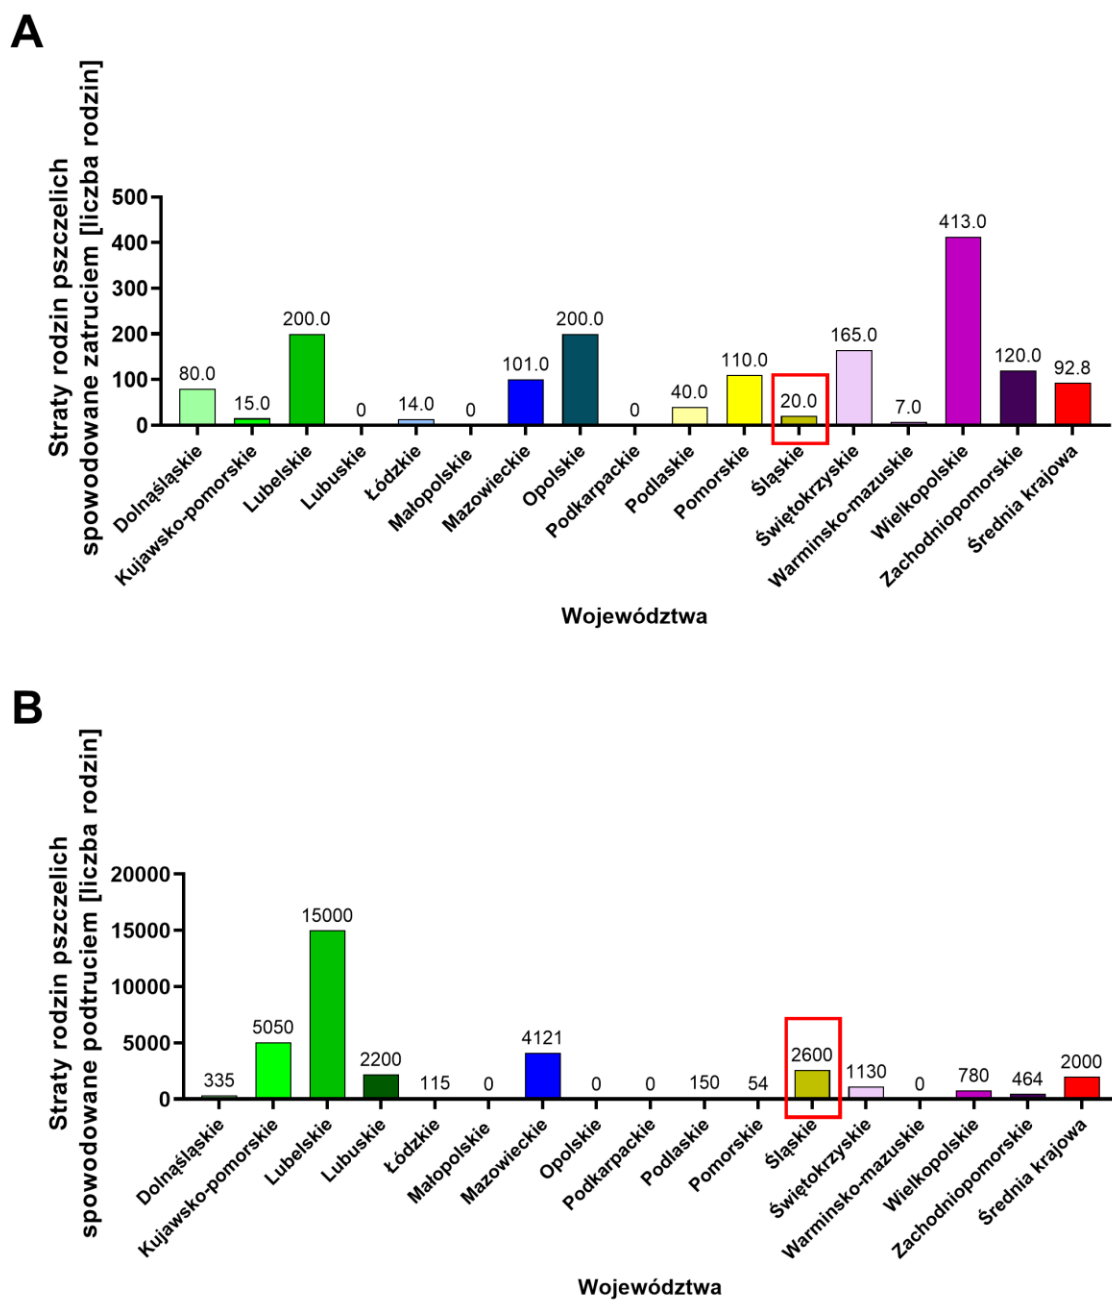 A
Straty rodzin pszczelich
spowodowane zatruciem [liczba rodzin]
500
400
300
200
100
0
80.0
15.0
200.0
0
14.0
0
101.0
200.0
0
40.0
110.0
20.0
165.0
7.0
413.0
120.0
92.8
Dolnąśląskie
Kujawsko-pomorskie
Lubelskie
Lubuskie
Łódzkie
Małopolskie
Mazowieckie
Opolskie
Podkarpackie
Podlaskie
Pomorskie
Śląskie
Świętokrzyskie
Warminsko-mazuskie
Wielkopolskie
Zachodniopomorskie
Średnia krajowa
Województwa
B
Straty rodzin pszczelich
spowodowane podtruciem [liczba rodzin]
20000
15000
10000
5000
0
335
5050
15000
2200
115
0
4121
0
0
150
54
2600
1130
0
780
464
2000
Dolnąśląskie
Kujawsko-pomorskie
Lubelskie
Lubuskie
Łódzkie
Małopolskie
Mazowieckie
Opolskie
Podkarpackie
Podlaskie
Pomorskie
Śląskie
Świętokrzyskie
Warminsko-mazuskie
Wielkopolskie
Zachodniopomorskie
Średnia krajowa
Województwa